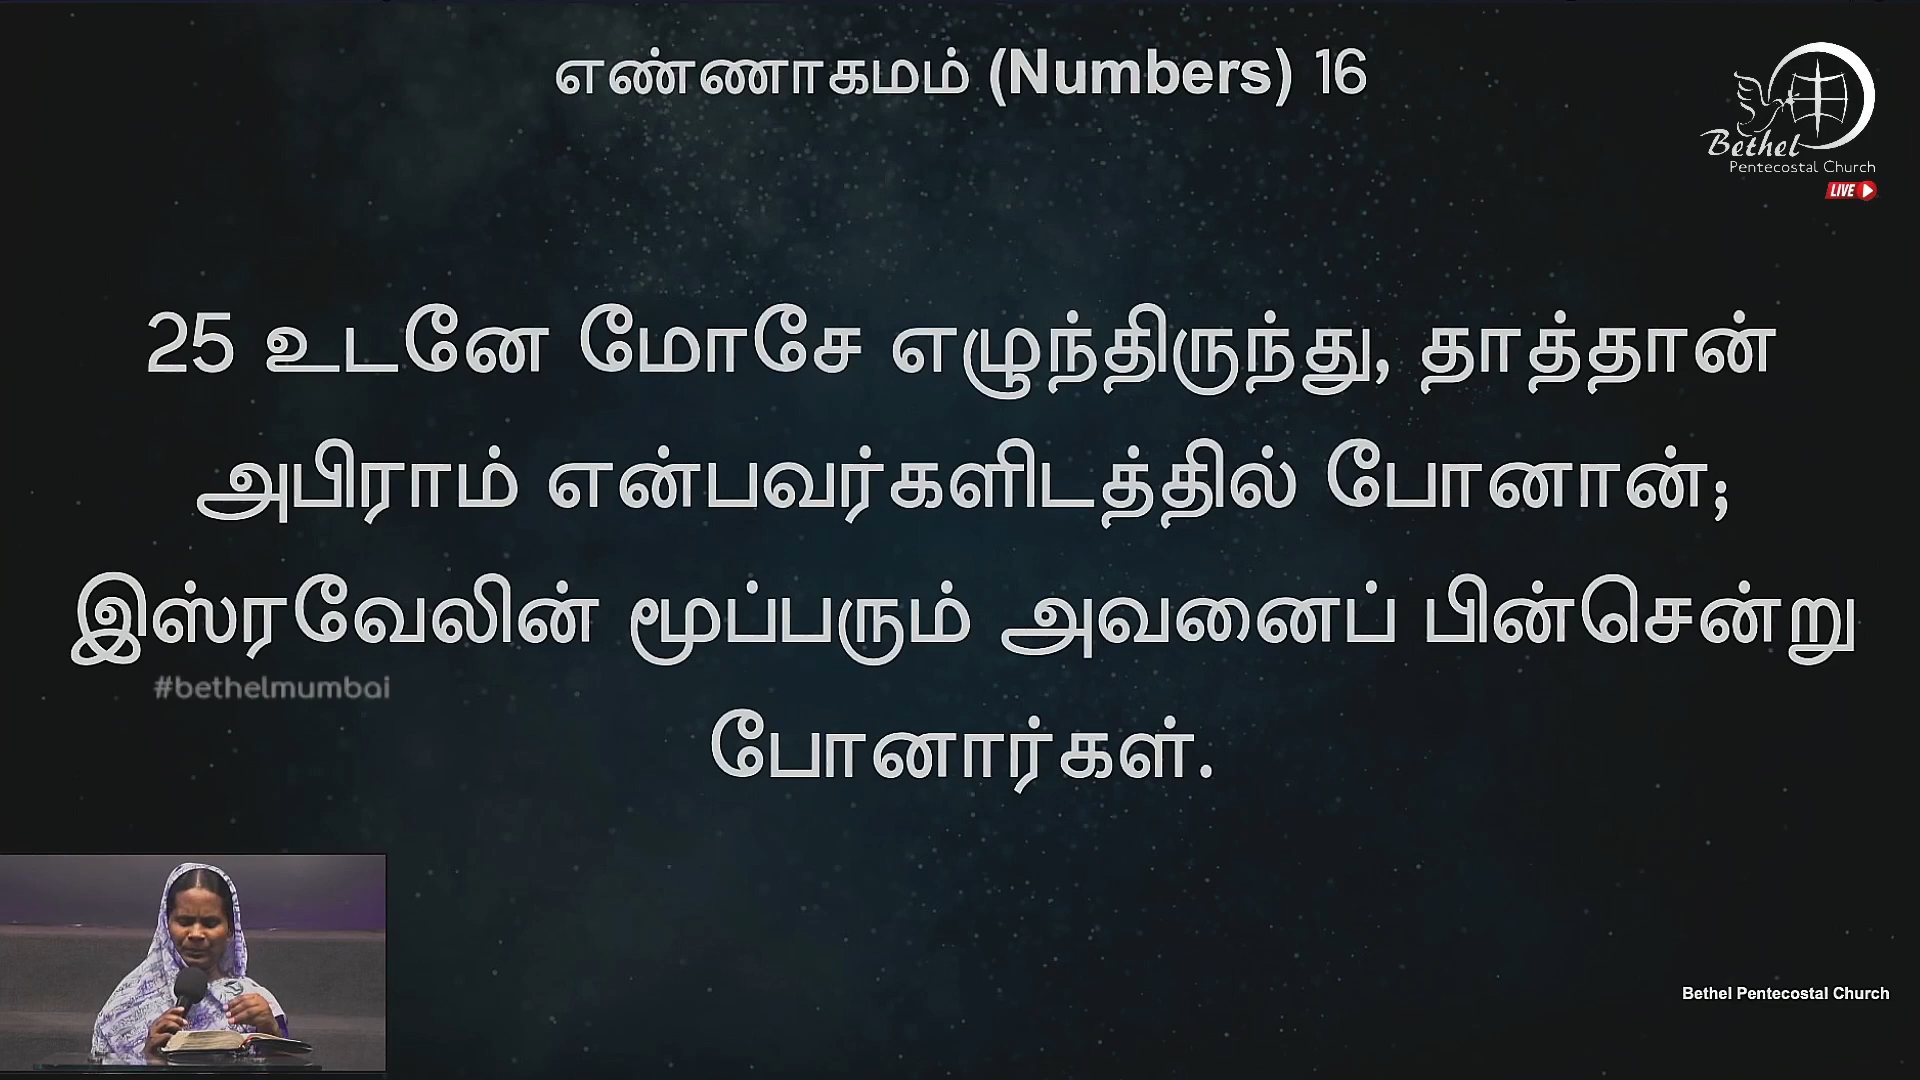 எண்ணாகமம் (Numbers) 16
Bethel
Pentecostal Church
LIVE
25 உடனே மோசே எழுந்திருந்து, தாத்தான்
அபிராம் என்பவர்களிடத்தில் போனான்;
இஸ்ரவேலின் மூப்பரும் அவனைப் பின்சென்று
#bethelmumbai
போனார்கள்.
Bethel Pentecostal Church